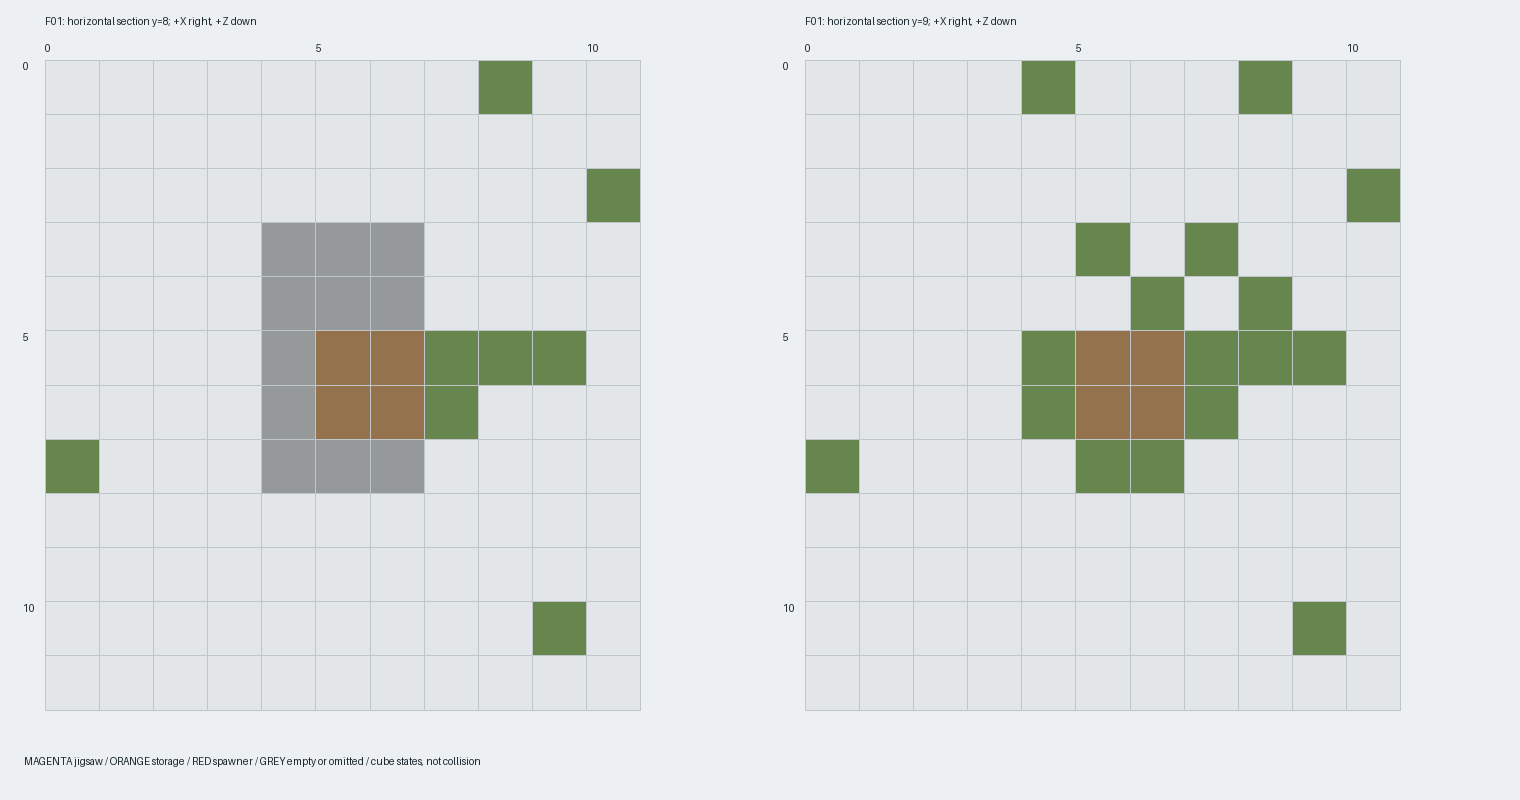 F01: horizontal section y=8; +X right, +Z down
F01: horizontal section y=9; +X right, +Z down
0 5 10
0 5 10
0
0
5
5
10
10
MAGENTA jigsaw / ORANGE storage / RED spawner / GREY empty or omitted / cube states, not collision